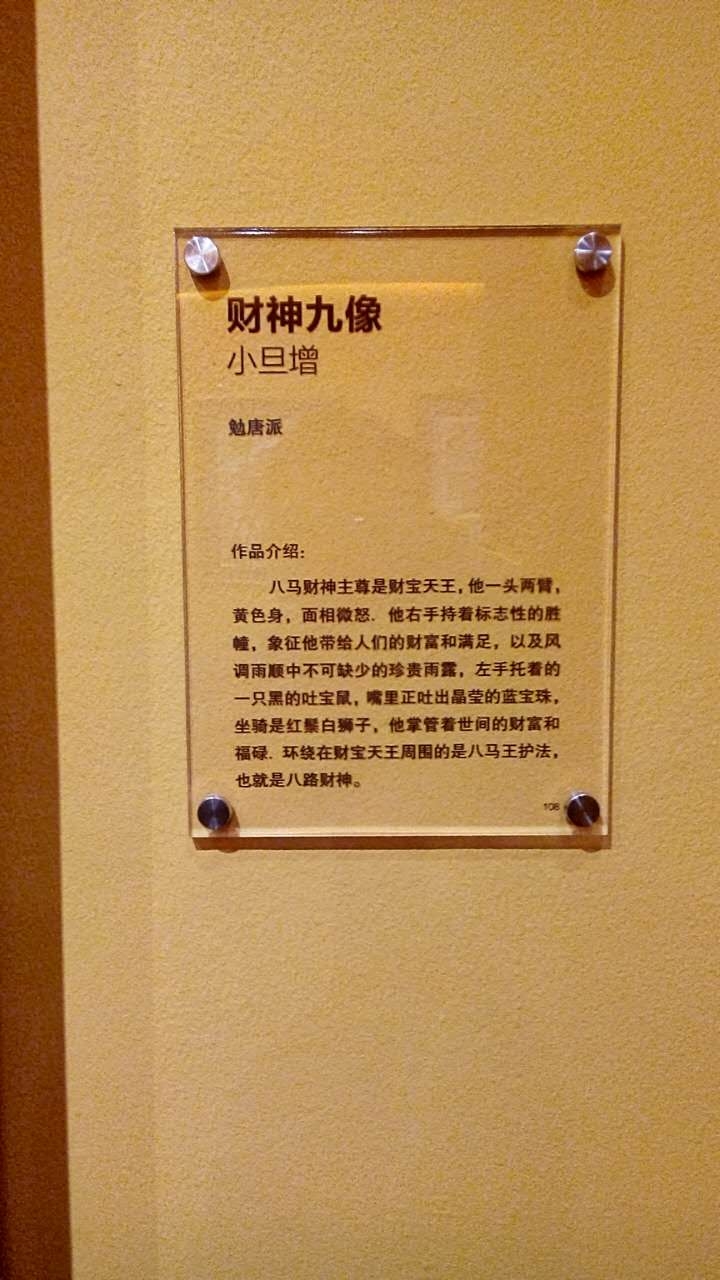 财神九像
小旦增
勉唐派
作品介绍：
八马财神主尊是财宝天王，他一头两臂，
黄色身，面相微怒．他右手持着标志性的胜
幢，象征他带给人们的财富和满足，以及风
调雨顺中不可缺少的珍贵雨露，左手托着的
一只黑的吐宝鼠，嘴里正吐出晶莹的蓝宝珠，
坐骑是红鬃白狮子，他掌管着世间的财富和
福碌．环绕在财宝天王周围的是八马王护法，
也就是八路财神。
108